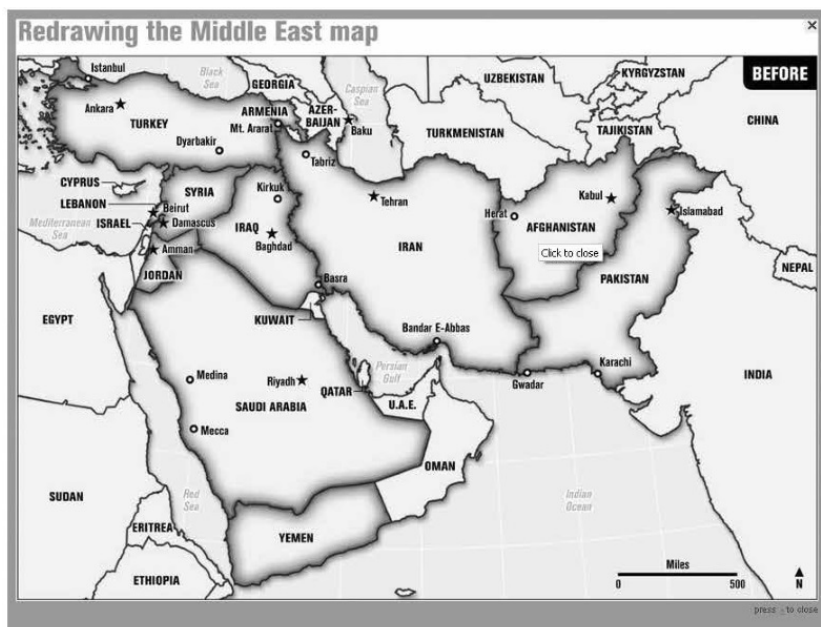 Redrawing the Middle East map
×
BEFORE
Istanbul
Black
Sea
GEORGIA
Caspian
Sea
UZBEKISTAN
KYRGYZSTAN
Ankara
TURKEY
ARMENIA
Mt. Ararat
AZER-
BAIJAN
Baku
TURKMENISTAN
TAJIKISTAN
CHINA
Dyarbakir
Tabriz
CYPRUS
SYRIA
Kirkuk
Tehran
Herat
Kabul
Islamabad
LEBANON
Beirut
Mediterranean
Sea
ISRAEL
Damascus
IRAQ
Baghdad
IRAN
AFGHANISTAN
Click to close
Amman
JORDAN
Basra
PAKISTAN
NEPAL
EGYPT
KUWAIT
Bandar E-Abbas
Medina
Riyadh
Persian
Gulf
QATAR
Gwadar
Karachi
INDIA
SAUDI ARABIA
U.A.E.
Mecca
OMAN
SUDAN
Red
Sea
Indian
Ocean
ERITREA
YEMEN
ETHIOPIA
Miles
0
500
N
press - to close